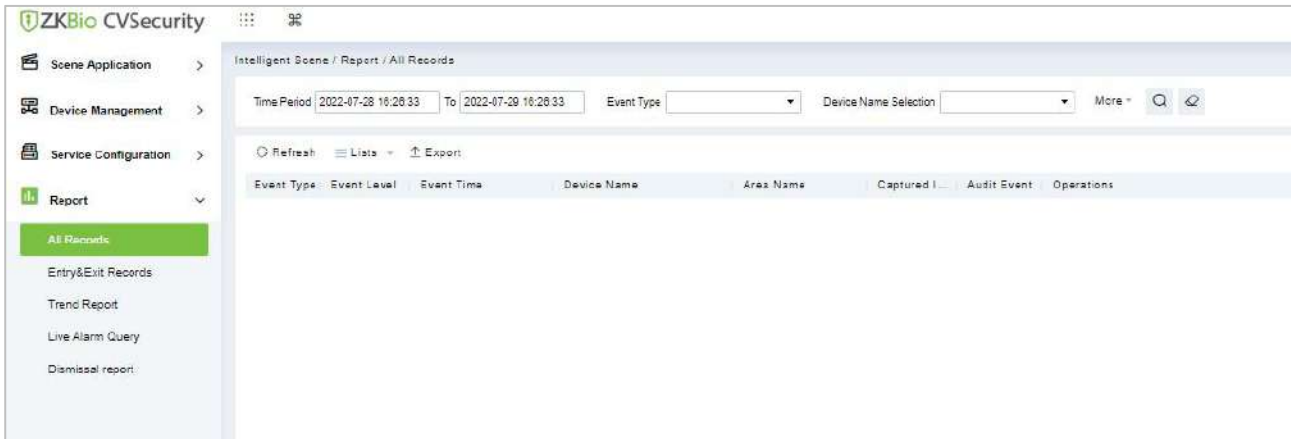 ZKBio CVSecurity
Scene Application
Device Management
Service Configuration
Report
All Records
Entry&Exit Records
Trend Report
Live Alarm Query
Dismissal report
Intelligent Scene / Report / All Records
Time Period 2022-07-28 16:26:33 To 2022-07-29 16:26:33 Event Type Device Name Selection More
Refresh Lists Export
Event Type Event Level Event Time Device Name Area Name Captured I... Audit Event Operations